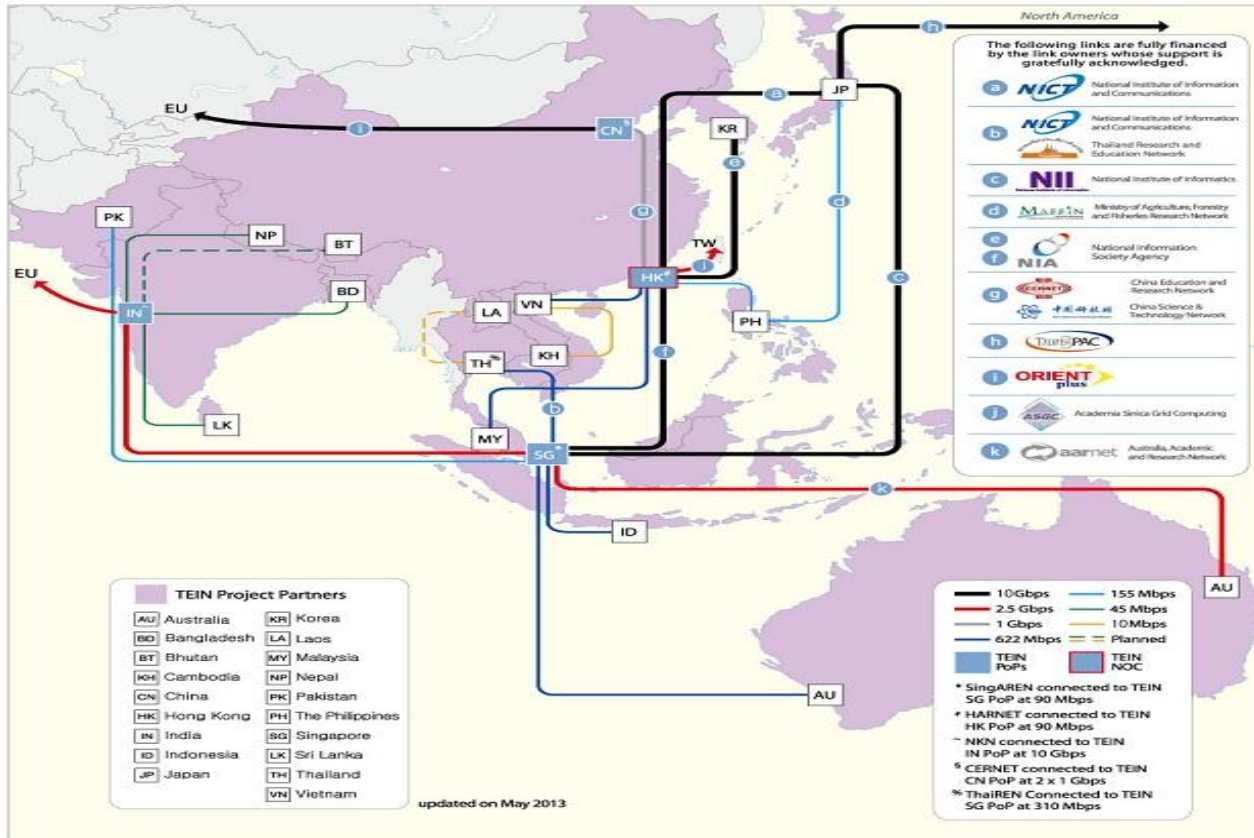 North America
h
The following links are fully financed
by the link owners whose support is
gratefully acknowledged.
a
NICT
National Institute of Information
and Communications
b
NICT
National Institute of Information
and Communications
Thailand Research and
Education Network
c
NII
National Institute of Informatics
d
MAFFIN
Ministry of Agriculture, Forestry
and Fisheries Research Network
e
f
NIA
National Information
Society Agency
g
CERNET
China Education and
Research Network
中国科技网
China Science &
Technology Network
h
TransPAC
i
ORIENT
plus
j
ASGC
Academia Sinica Grid Computing
k
aarnet
Australia, Academic
and Research Network
EU
i
CN §
a
JP
KR
e
g
d
PK
NP
BT
TW
j
c
EU
HK #
BD
IN ~
LA
VN
PH
TH %
KH
f
b
LK
MY
SG *
k
ID
AU
AU
TEIN Project Partners
AU Australia
BD Bangladesh
BT Bhutan
KH Cambodia
CN China
HK Hong Kong
IN India
ID Indonesia
JP Japan
KR Korea
LA Laos
MY Malaysia
NP Nepal
PK Pakistan
PH The Philippines
SG Singapore
LK Sri Lanka
TH Thailand
VN Vietnam
updated on May 2013
10Gbps
2.5 Gbps
1 Gbps
622 Mbps
155 Mbps
45 Mbps
10Mbps
Planned
TEIN
PoPs
TEIN
NOC
* SingAREN connected to TEIN
SG PoP at 90 Mbps
# HARNET connected to TEIN
HK PoP at 90 Mbps
~ NKN connected to TEIN
IN PoP at 10 Gbps
§ CERNET connected to TEIN
CN PoP at 2 x 1 Gbps
% ThaiREN Connected to TEIN
SG PoP at 310 Mbps